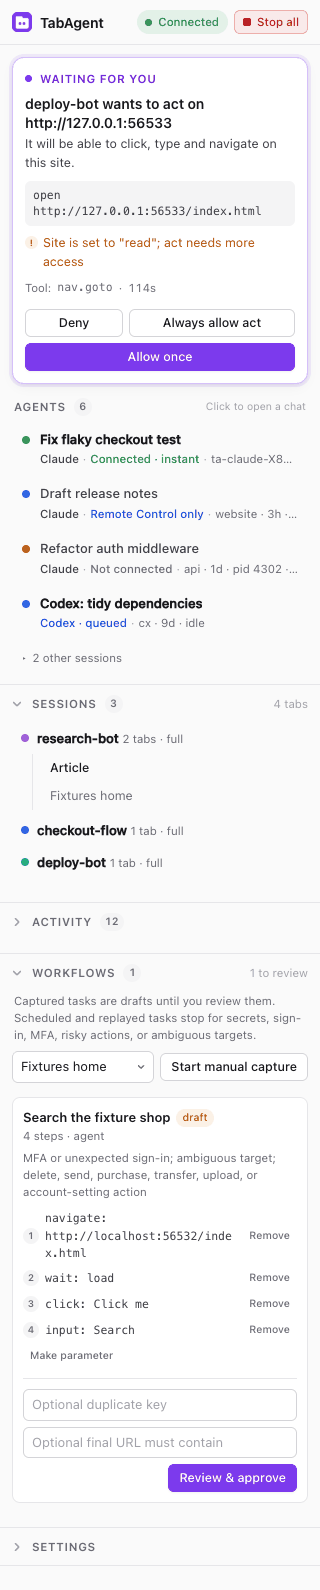 TabAgent
Connected
Stop all
WAITING FOR YOU
deploy-bot wants to act on
http://127.0.0.1:56533
It will be able to click, type and navigate on
this site.
open
http://127.0.0.1:56533/index.html
! Site is set to "read"; act needs more
access
Tool: nav.goto · 114s
Deny
Always allow act
Allow once
AGENTS 6
Click to open a chat
Fix flaky checkout test
Claude · Connected · instant · ta-claude-X8...
Draft release notes
Claude · Remote Control only · website · 3h ·...
Refactor auth middleware
Claude · Not connected · api · 1d · pid 4302 ·...
Codex: tidy dependencies
Codex · queued · cx · 9d · idle
2 other sessions
SESSIONS 3
4 tabs
research-bot 2 tabs · full
Article
Fixtures home
checkout-flow 1 tab · full
deploy-bot 1 tab · full
ACTIVITY 12
WORKFLOWS 1
1 to review
Captured tasks are drafts until you review them.
Scheduled and replayed tasks stop for secrets, sign-
in, MFA, risky actions, or ambiguous targets.
Fixtures home
Start manual capture
Search the fixture shop draft
4 steps · agent
MFA or unexpected sign-in; ambiguous target;
delete, send, purchase, transfer, upload, or
account-setting action
navigate:
1 http://localhost:56532/inde Remove
x.html
2 wait: load Remove
3 click: Click me Remove
4 input: Search Remove
Make parameter
Optional duplicate key
Optional final URL must contain
Review & approve
SETTINGS